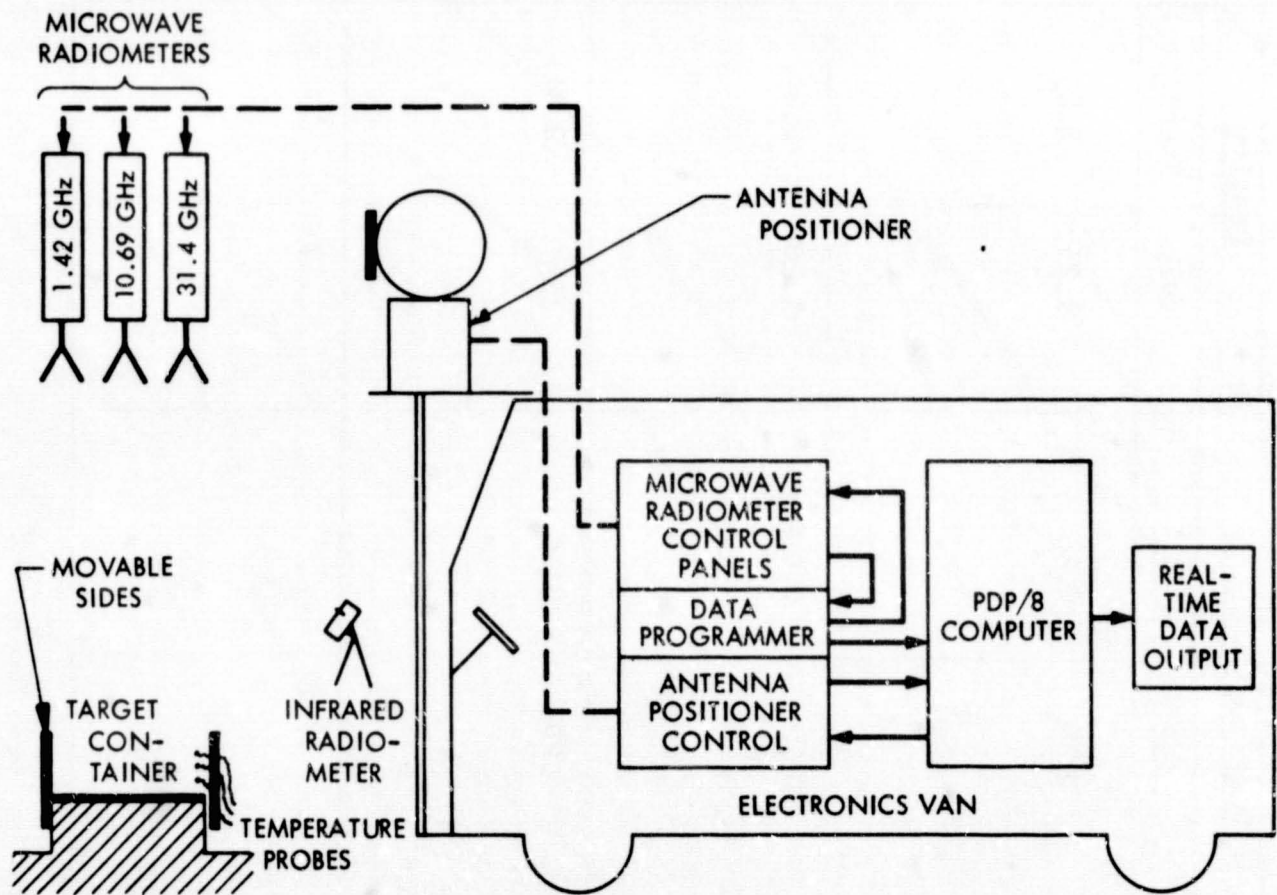 MICROWAVE
RADIOMETERS
1.42 GHz
10.69 GHz
31.4 GHz
ANTENNA
POSITIONER
MOVABLE
SIDES
TARGET
CON-
TAINER
INFRARED
RADIO-
METER
TEMPERATURE
PROBES
MICROWAVE
RADIOMETER
CONTROL
PANELS
DATA
PROGRAMMER
ANTENNA
POSITIONER
CONTROL
PDP/8
COMPUTER
REAL-
TIME
DATA
OUTPUT
ELECTRONICS VAN